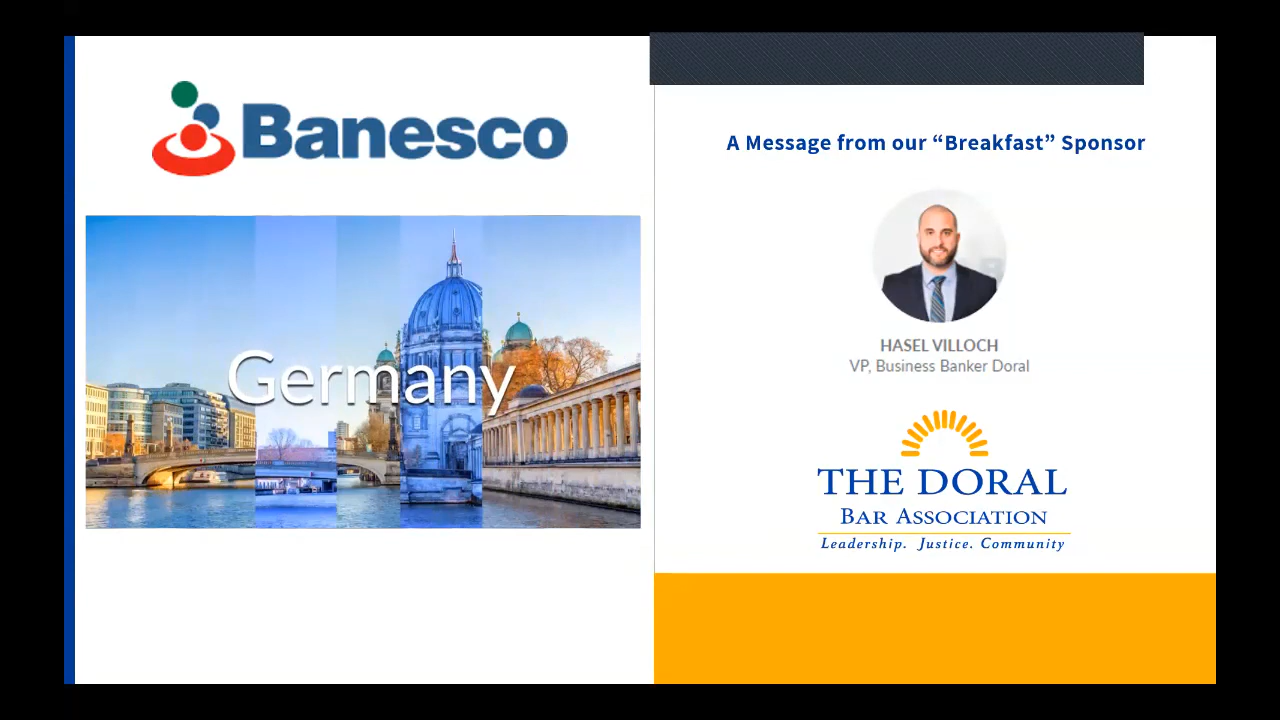 Banesco
Germany
A Message from our “Breakfast” Sponsor
HASEL VILLOCH
VP, Business Banker Doral
THE DORAL
BAR ASSOCIATION
Leadership. Justice. Community